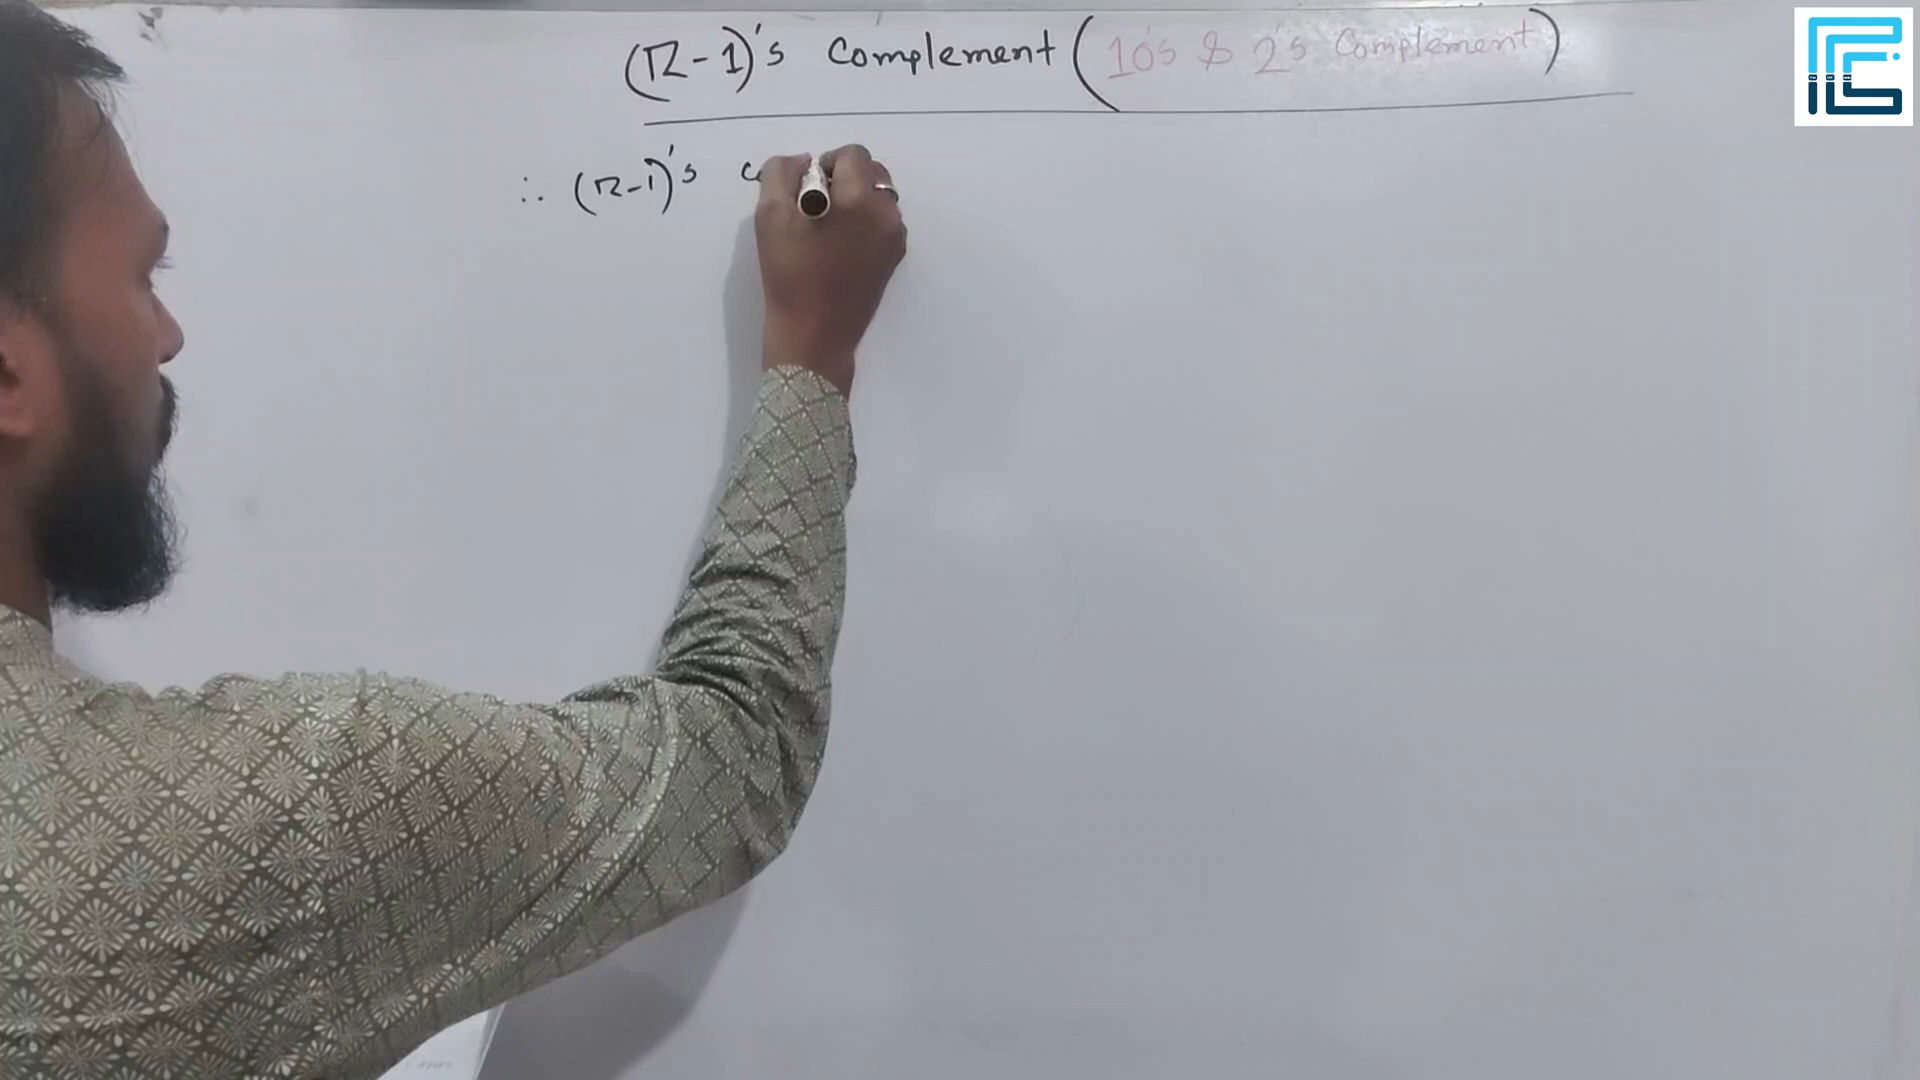 (r-1)'s Complement (10's & 2's Complement)
∴ (r-1)'s